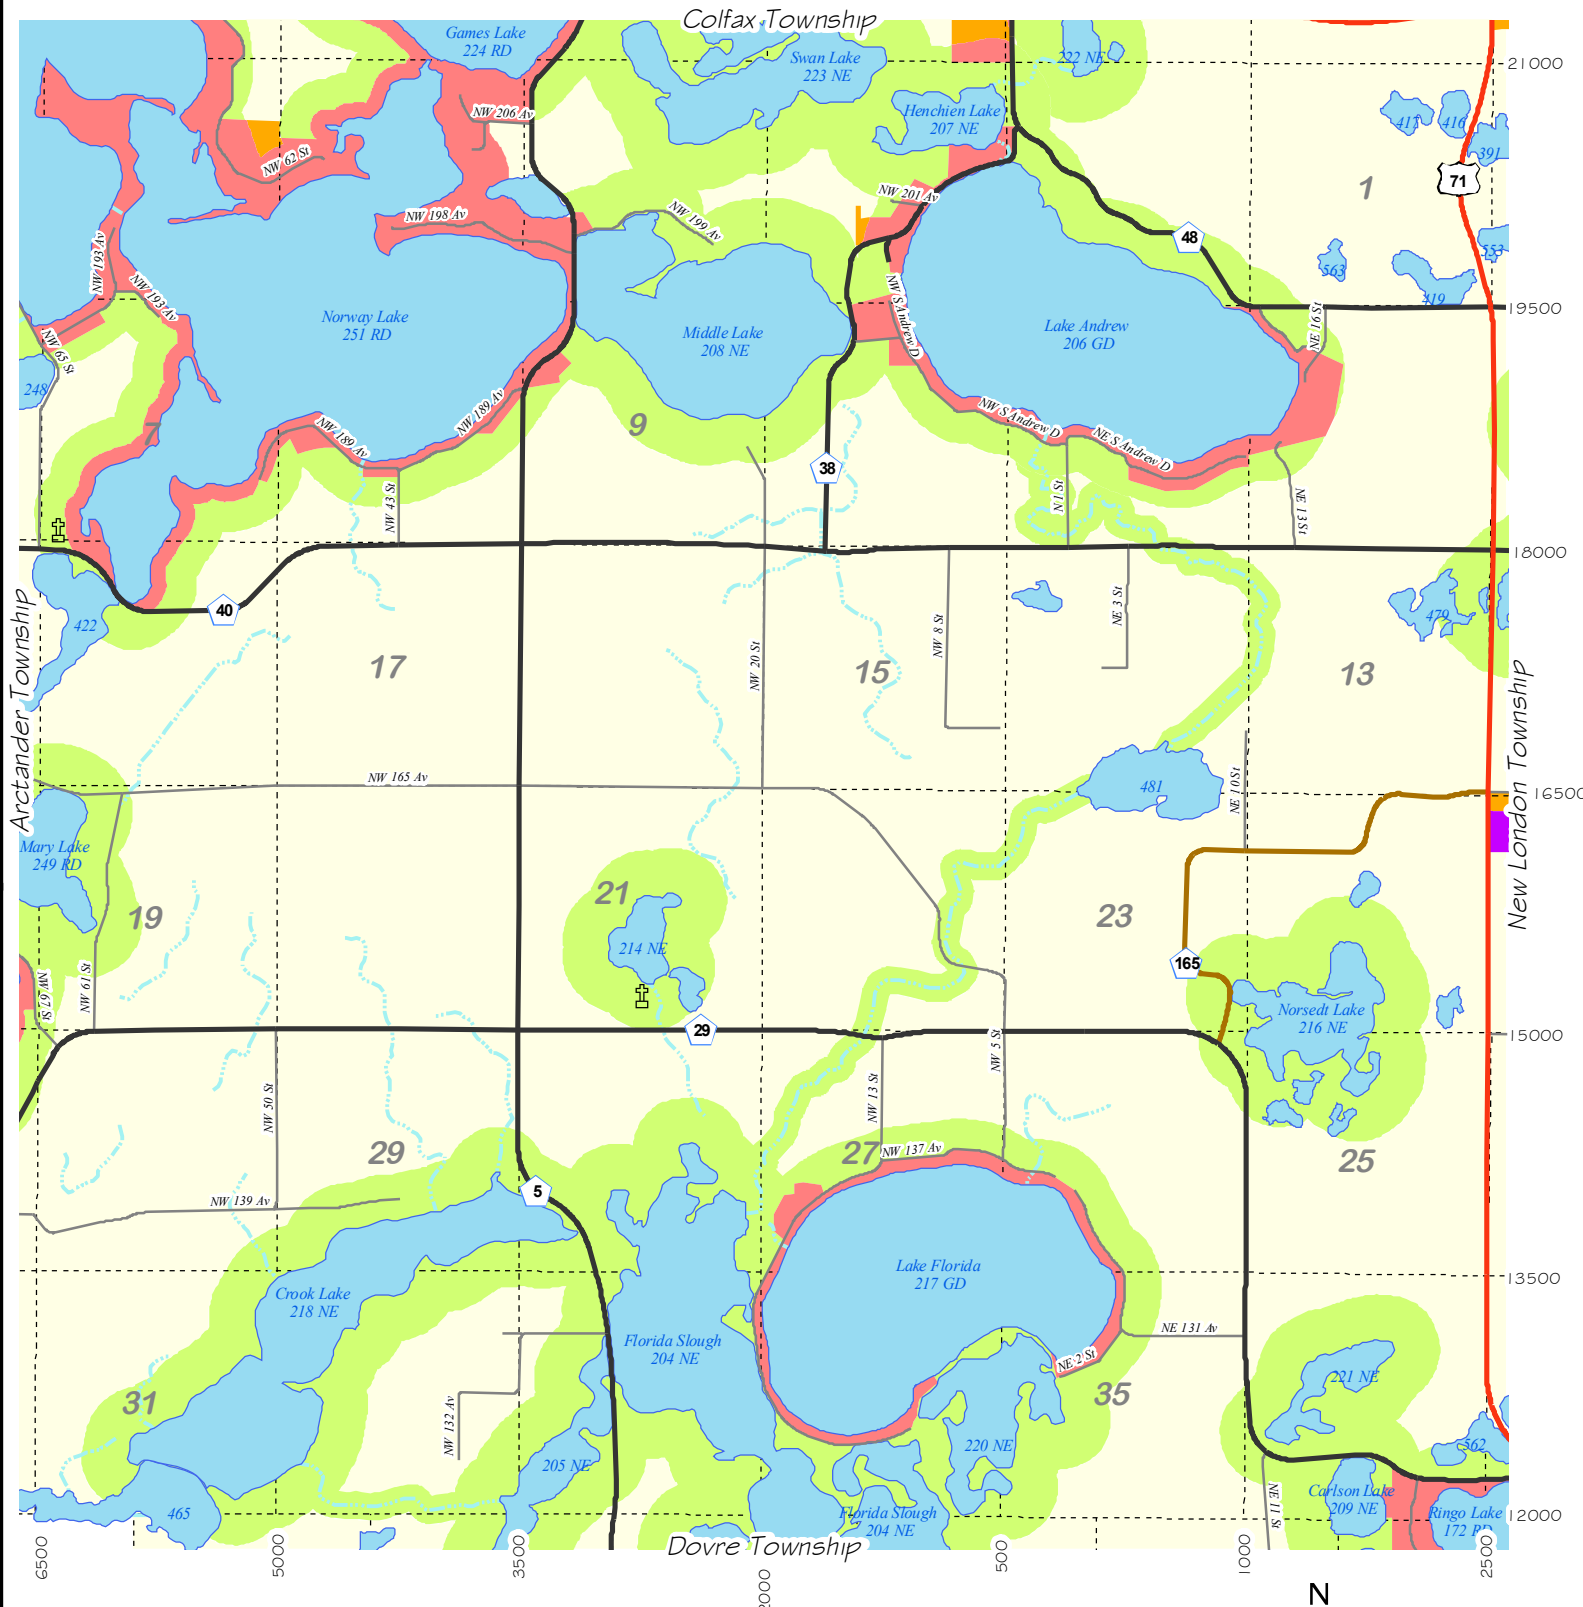 Colfax Township
Games Lake
224 RD
Swan Lake
223 NE
222 NE
21000
NW 206 Av
Henchien Lake
207 NE
417
416
391
NW 62 St
71
1
NW 201 Av
NW 198 Av
NW 199 Av
48
NW 193 Av
NW 193 Av
553
563
419
19500
NW 65 St
Norway Lake
251 RD
Middle Lake
208 NE
NW S Andrew D
Lake Andrew
206 GD
NE 16 St
248
NW 189 Av
NW 189 Av
9
NW S Andrew D
NE S Andrew D
38
NW 43 St
N 1 St
NE 13 St
18000
40
422
Arctander Township
NW 8 St
NE 3 St
479
17
NW 20 St
15
13
New London Township
NW 165 Av
481
NE 10 St
16500
Mary Lake
249 RD
19
21
214 NE
23
165
NW 67 St
NW 61 St
Norsedt Lake
216 NE
29
15000
NW 50 St
NW 13 St
NW 5 St
29
27
NW 137 Av
25
NW 139 Av
5
Lake Florida
217 GD
13500
Crook Lake
218 NE
Florida Slough
204 NE
NE 131 Av
NE 2 St
221 NE
31
35
NW 132 Av
205 NE
220 NE
562
465
Florida Slough
204 NE
NE 11 St
Carlson Lake
209 NE
Ringo Lake
172 RD
12000
Dovre Township
6500
5000
3500
2000
500
1000
2500
N